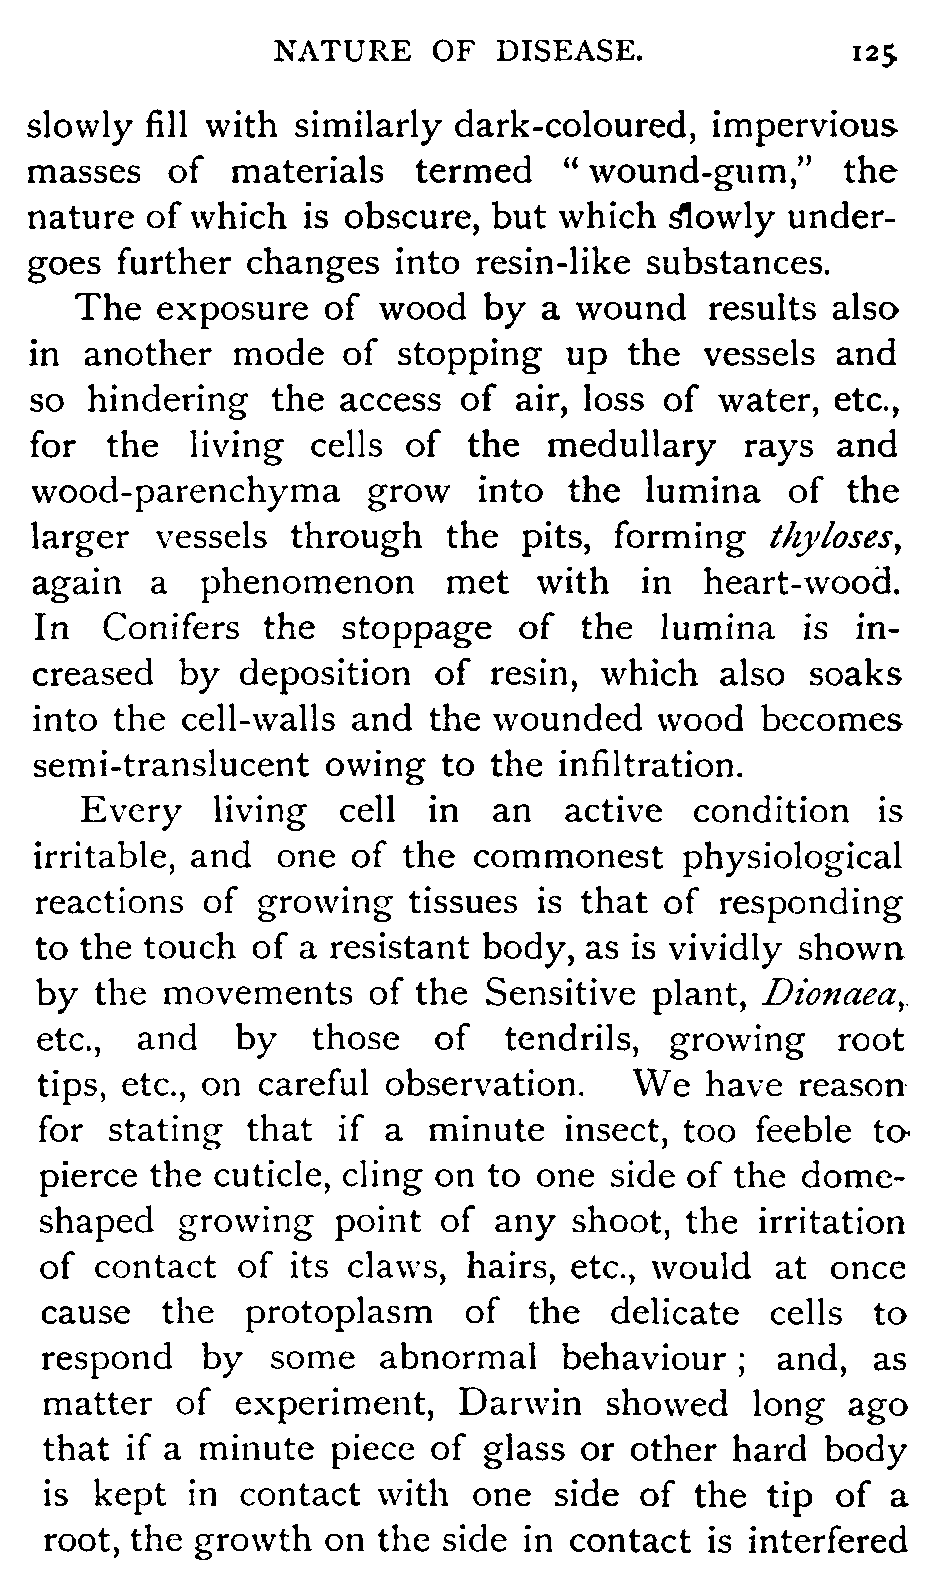 NATURE OF DISEASE. 125
slowly fill with similarly dark-coloured, impervious
masses of materials termed “wound-gum,” the
nature of which is obscure, but which slowly under-
goes further changes into resin-like substances.
The exposure of wood by a wound results also
in another mode of stopping up the vessels and
so hindering the access of air, loss of water, etc.,
for the living cells of the medullary rays and
wood-parenchyma grow into the lumina of the
larger vessels through the pits, forming thyloses,
again a phenomenon met with in heart-wood.
In Conifers the stoppage of the lumina is in-
creased by deposition of resin, which also soaks
into the cell-walls and the wounded wood becomes
semi-translucent owing to the infiltration.
Every living cell in an active condition is
irritable, and one of the commonest physiological
reactions of growing tissues is that of responding
to the touch of a resistant body, as is vividly shown
by the movements of the Sensitive plant, Dionaea,
etc., and by those of tendrils, growing root
tips, etc., on careful observation. We have reason
for stating that if a minute insect, too feeble to
pierce the cuticle, cling on to one side of the dome-
shaped growing point of any shoot, the irritation
of contact of its claws, hairs, etc., would at once
cause the protoplasm of the delicate cells to
respond by some abnormal behaviour; and, as
matter of experiment, Darwin showed long ago
that if a minute piece of glass or other hard body
is kept in contact with one side of the tip of a
root, the growth on the side in contact is interfered